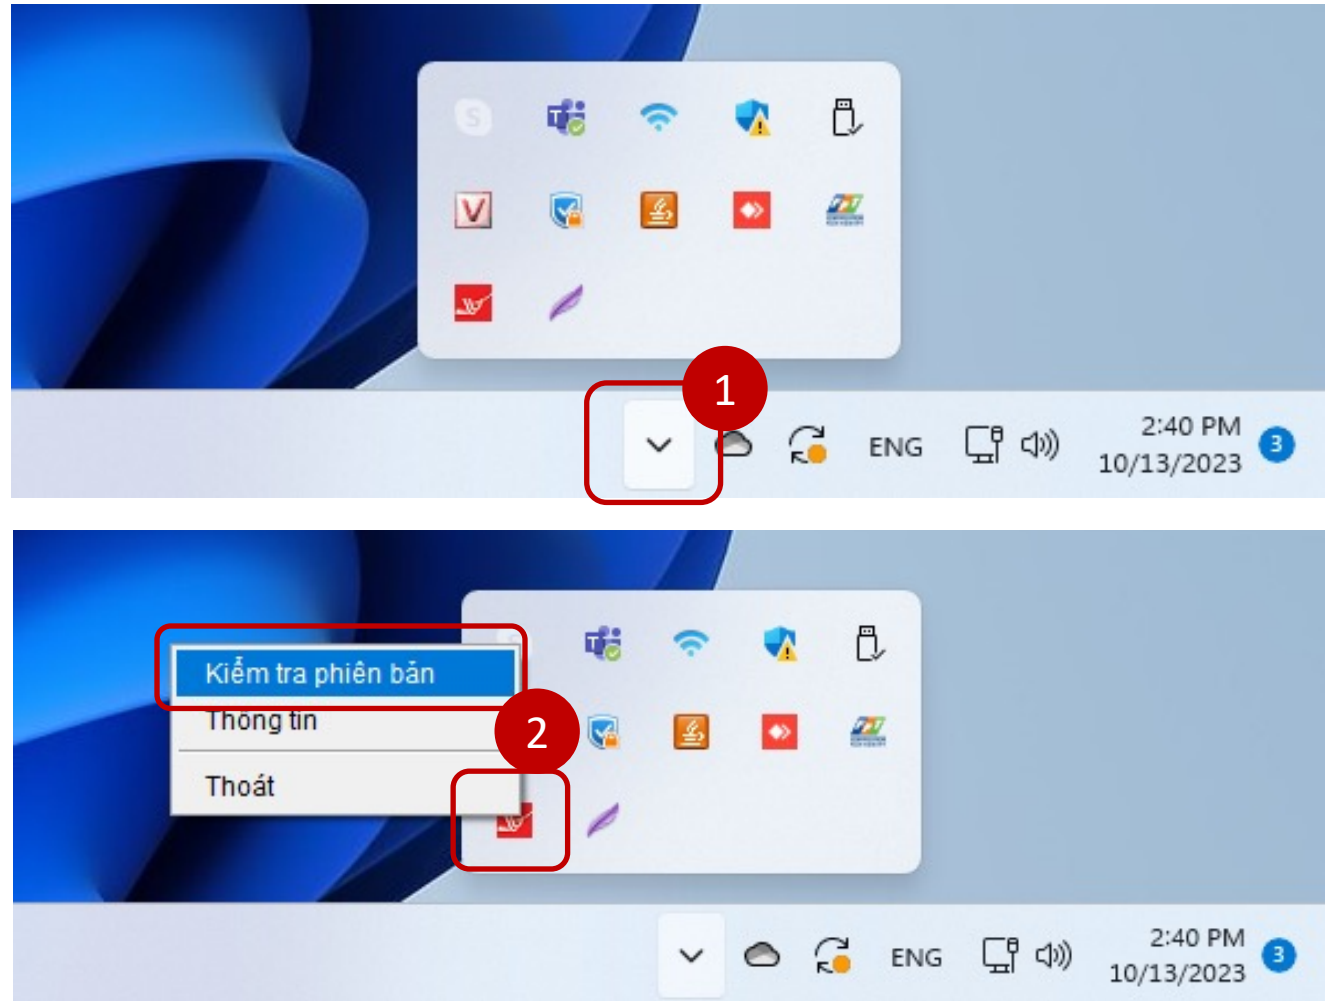 1
ENG
2:40 PM
10/13/2023
3
Kiểm tra phiên bản
Thông tin
2
Thoát
ENG
2:40 PM
10/13/2023
3